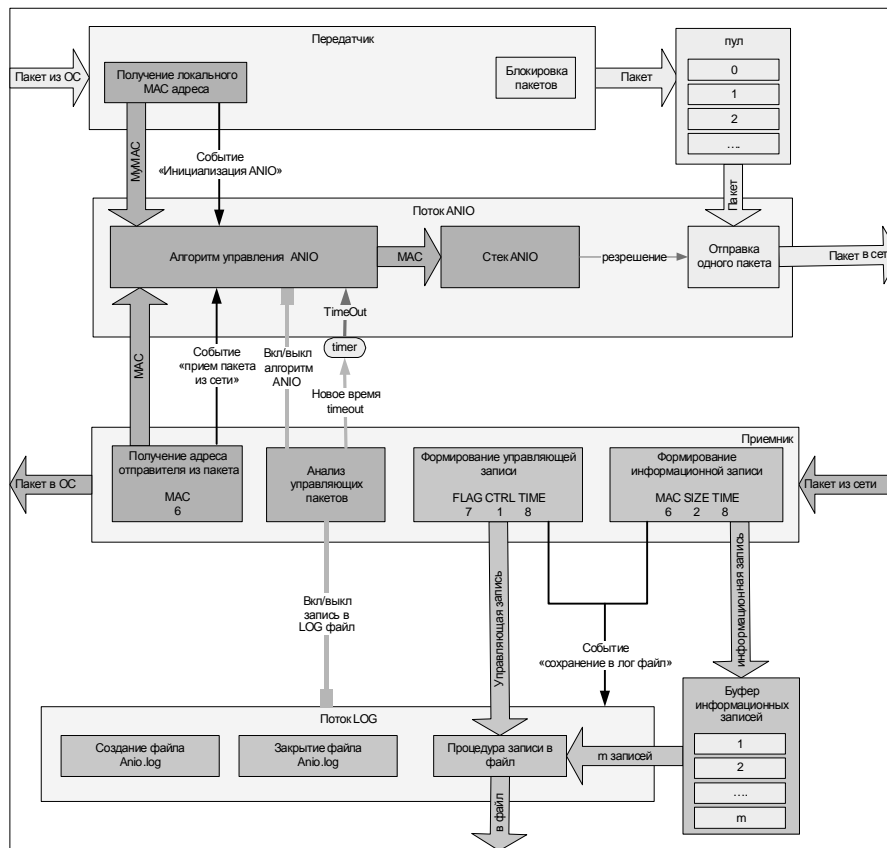 Передатчик
Пакет из ОС
Получение локального
MAC адреса
Блокировка
пакетов
Пакет
пул
0
1
2
....
MyMAC
Событие
«Инициализация ANIO»
Пакет
Поток ANIO
Алгоритм управления ANIO
MAC
Стек ANIO
резрешение
Отправка
одного пакета
Пакет в сеть
MAC
Событие
«прием пакета
из сети»
Вкл/выкл
алгоритм
ANIO
TimeOut
timer
Новое время
timeout
Приемник
Пакет в ОС
Получение адреса
отправителя из пакета
MAC
6
Анализ
управляющих
пакетов
Формирование управляющей
записи
FLAG CTRL TIME
7 1 8
Формирование
информационной записи
MAC SIZE TIME
6 2 8
Пакет из сети
Вкл/выкл
запись в
LOG файл
Управляющая запись
Событие
«сохранение в лог файл»
информационная запись
Поток LOG
Создание файла
Anio.log
Закрытие файла
Anio.log
Процедура записи в
файл
m записей
Буфер
информационных
записей
1
2
....
m
в файл